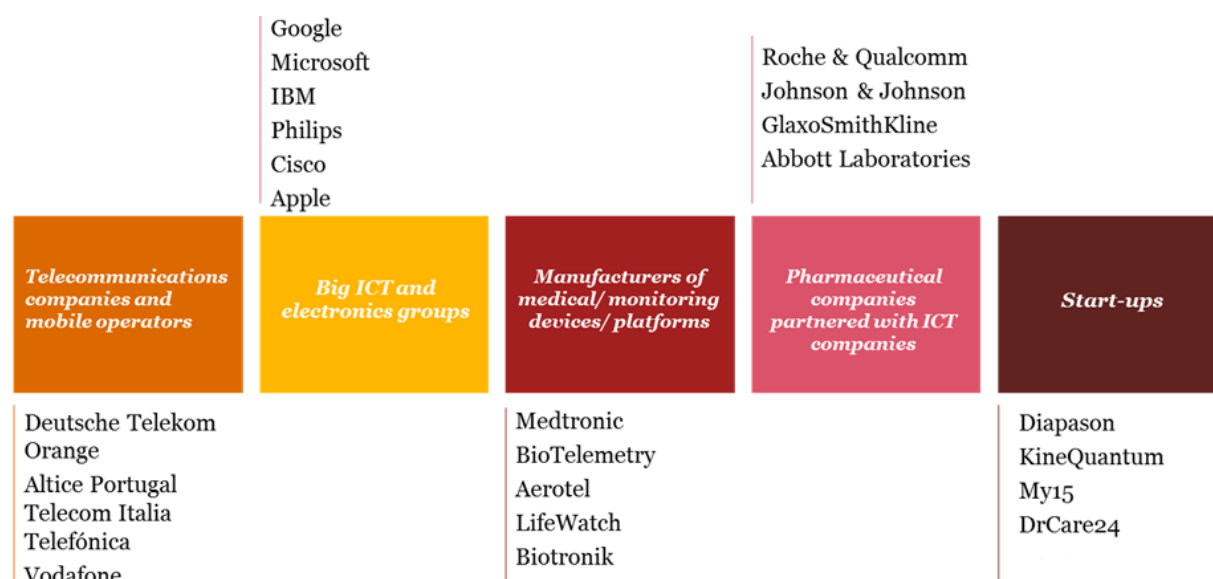 Google
Microsoft
IBM
Philips
Cisco
Apple
Roche & Qualcomm
Johnson & Johnson
GlaxoSmithKline
Abbott Laboratories
Telecommunications
companies and
mobile operators
Big ICT and
electronics groups
Manufacturers of
medical/ monitoring
devices/ platforms
Pharmaceutical
companies
partnered with ICT
companies
Start-ups
Deutsche Telekom
Orange
Altice Portugal
Telecom Italia
Telefónica
Vodafone
Medtronic
BioTelemetry
Aerotel
LifeWatch
Biotronik
Diapason
KineQuantum
My15
DrCare24